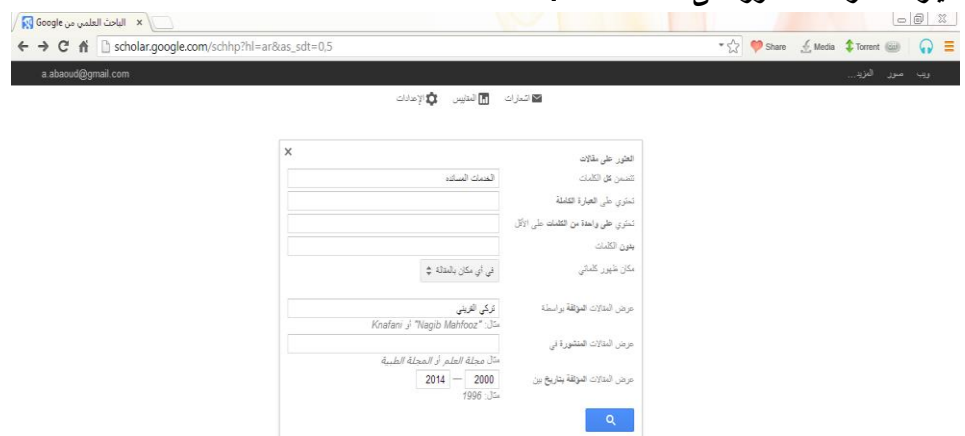 الباحث العلمي من Google
scholar.google.com/schhp?hl=ar&as_sdt=0,5
Share Media Torrent
ويب صور المزيد...
a.abaoud@gmail.com
اشعارات المقاييس الإعدادات
العثور على مقالات
تتضمن كل الكلمات الخدمات المسانده
تحتوي على العبارة الكاملة
تحتوي على واحدة من الكلمات على الأقل
بدون الكلمات
مكان ظهور كلماتي في أي مكان بالمقالة
عرض المقالات المؤلفة بواسطة تركي القريني
مثال: "Nagib Mahfooz" أو Knafani
عرض المقالات المنشورة في
مثال مجلة العلم أو المجلة الطبية
عرض المقالات المؤلفة بتاريخ بين 2000 — 2014
مثال: 1996